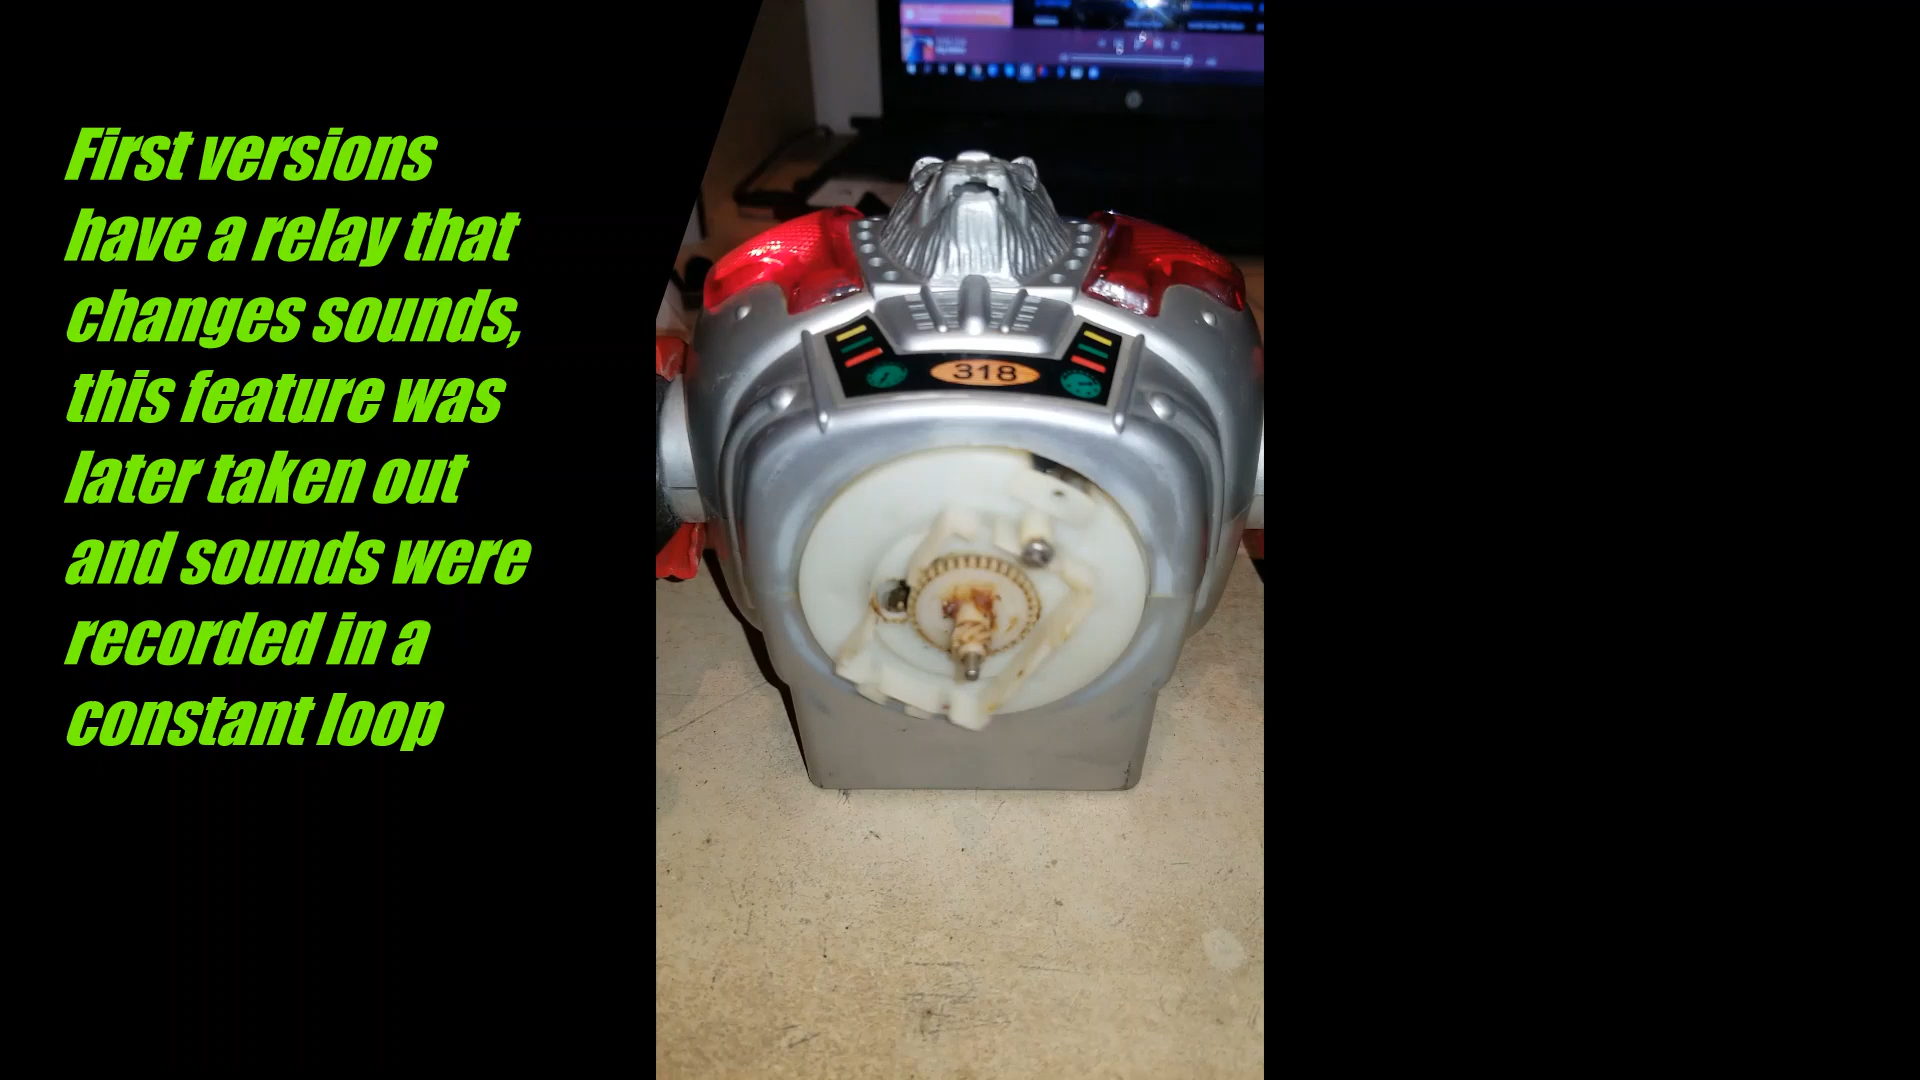 First versions
have a relay that
changes sounds,
this feature was
later taken out
and sounds were
recorded in a
constant loop
318